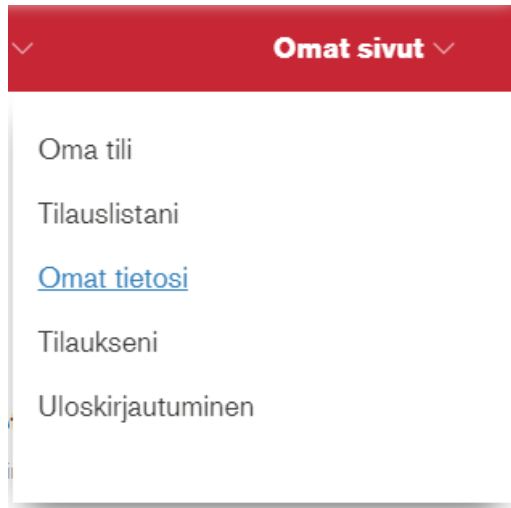 Omat sivut
Oma tili
Tilauslistani
Omat tietosi
Tilaukseni
Uloskirjautuminen